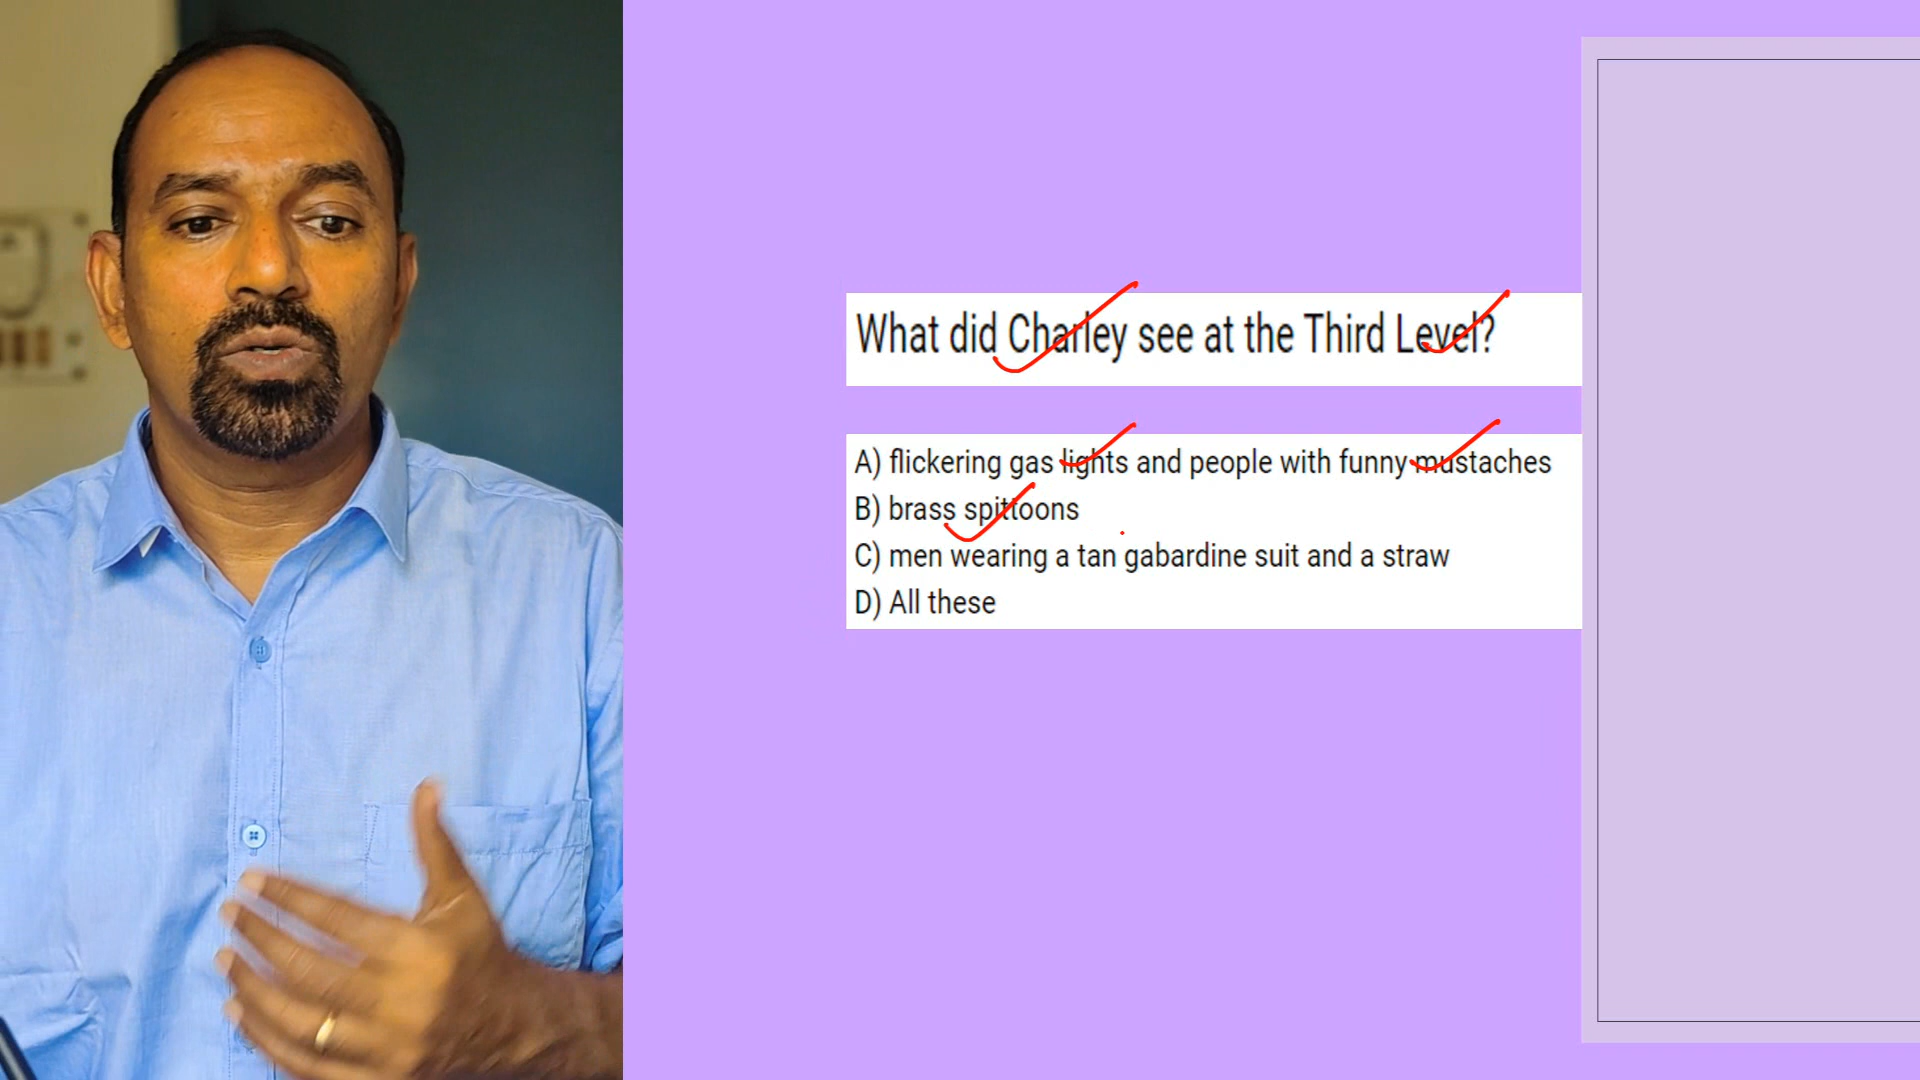 What did Charley see at the Third Level?
A) flickering gas lights and people with funny mustaches
B) brass spittoons
C) men wearing a tan gabardine suit and a straw
D) All these